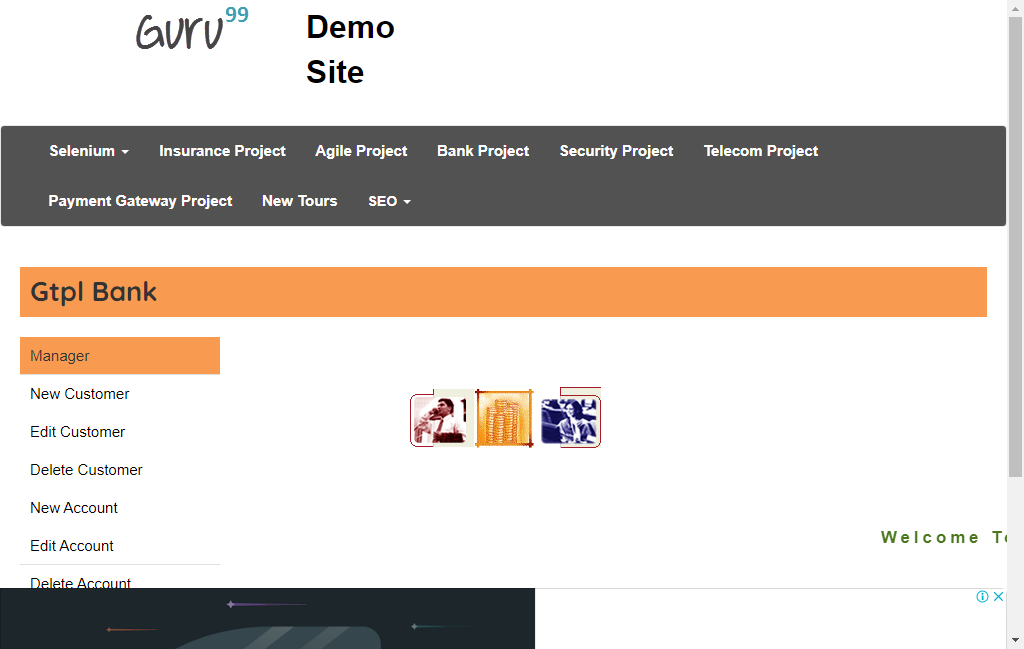 Guru99
Demo
Site
Selenium
Insurance Project
Agile Project
Bank Project
Security Project
Telecom Project
Payment Gateway Project
New Tours
SEO
Gtpl Bank
Manager
New Customer
Edit Customer
Delete Customer
New Account
Edit Account
Delete Account
Welcome To